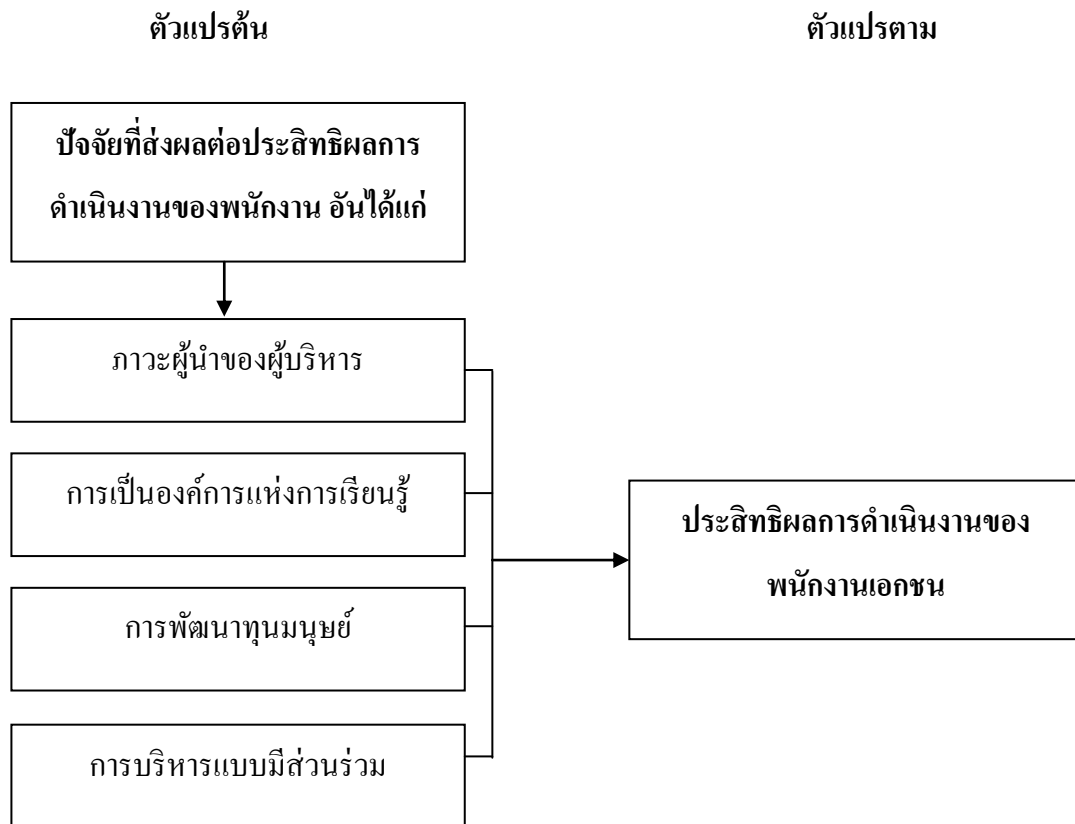 ตัวแปรต้น
ตัวแปรตาม
ปัจจัยที่ส่งผลต่อประสิทธิผลการ
ดำเนินงานของพนักงาน อันได้แก่
ภาวะผู้นำของผู้บริหาร
การเป็นองค์การแห่งการเรียนรู้
การพัฒนาทุนมนุษย์
การบริหารแบบมีส่วนร่วม
ประสิทธิผลการดำเนินงานของ
พนักงานเอกชน